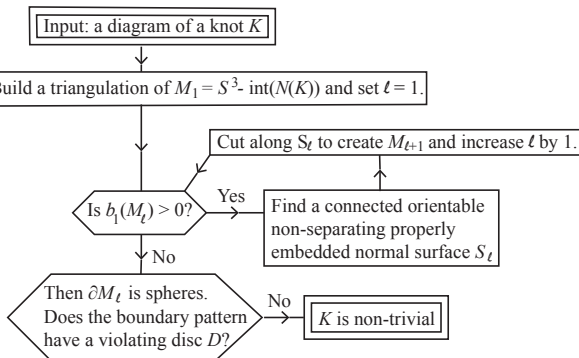 Input: a diagram of a knot K
uild a triangulation of M₁ = S³- int(N(K)) and set ℓ = 1.
Cut along Sℓ to create Mℓ+1 and increase ℓ by 1.
Is b₁(Mℓ) > 0?
Yes
Find a connected orientable
non-separating properly
embedded normal surface Sℓ
No
Then ∂Mℓ is spheres.
Does the boundary pattern
have a violating disc D?
No
K is non-trivial